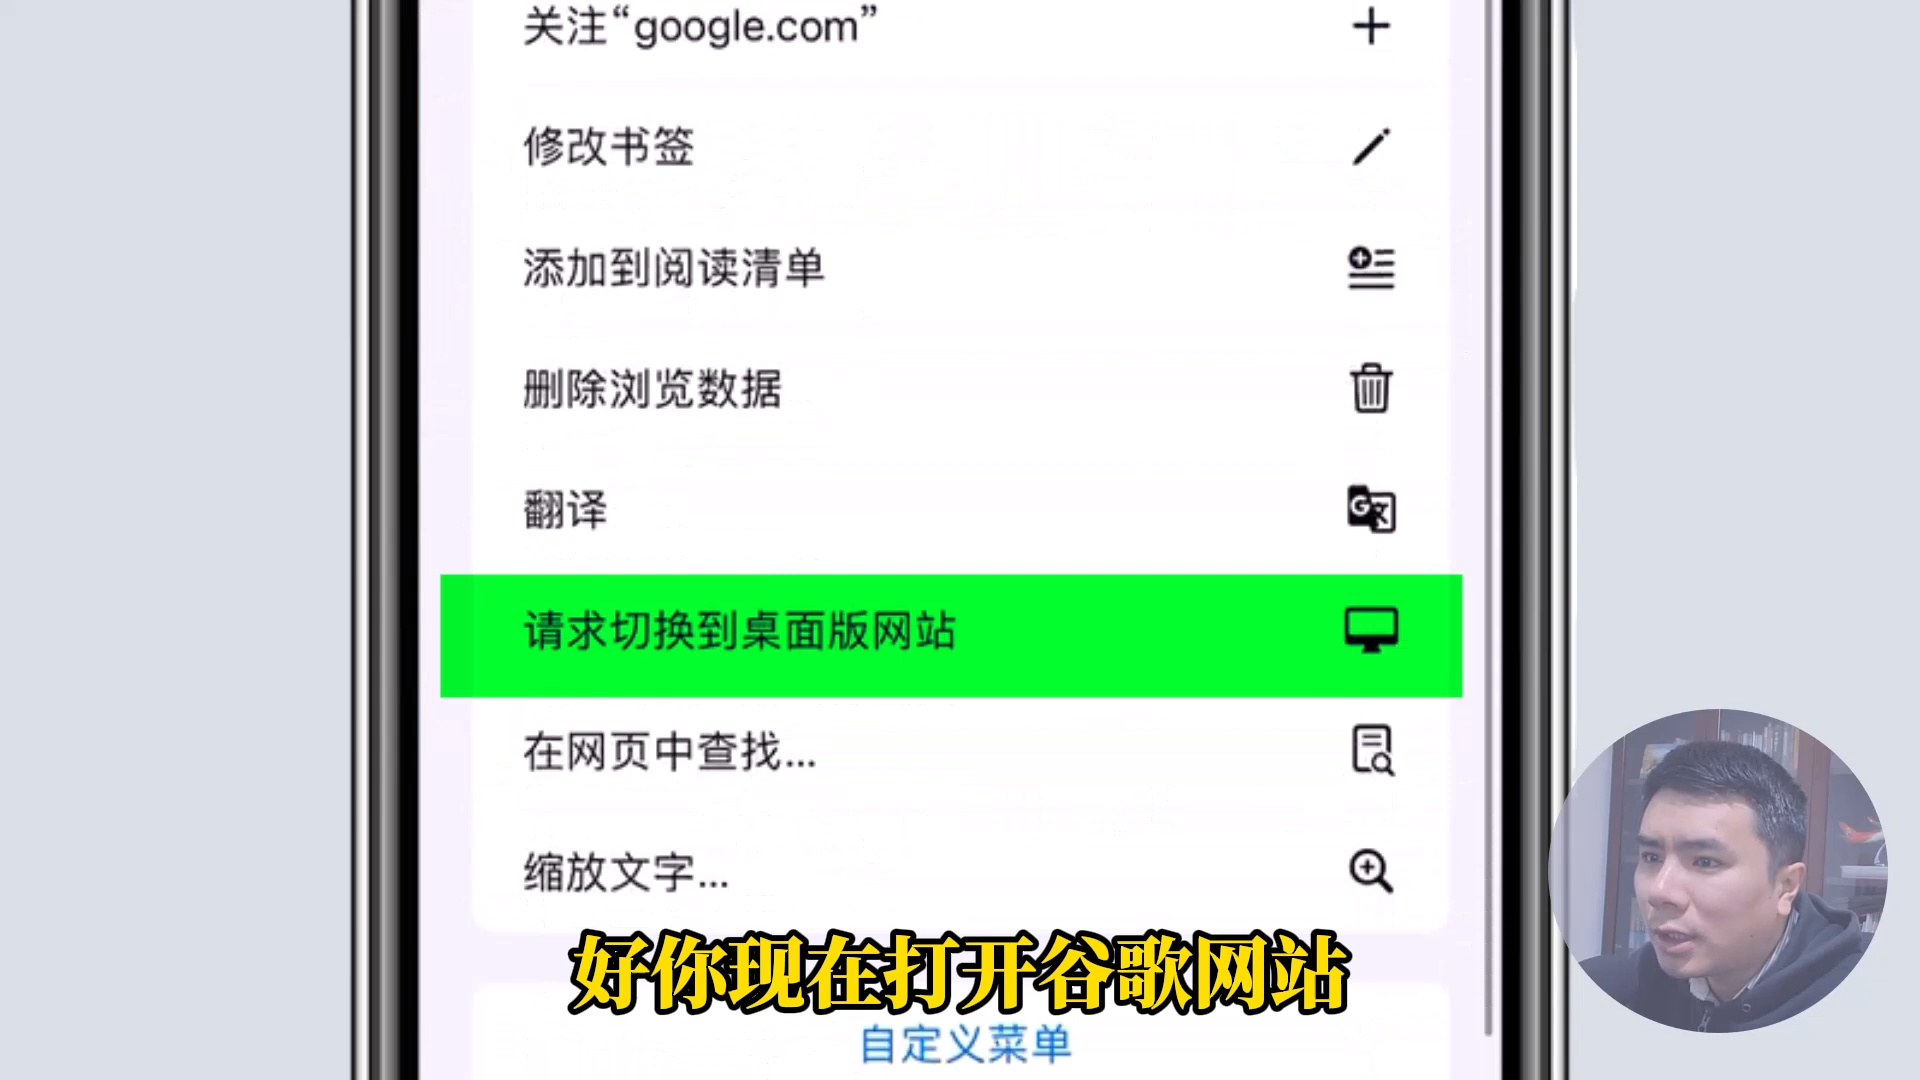 关注“google.com”
修改书签
添加到阅读清单
删除浏览数据
翻译
请求切换到桌面版网站
在网页中查找...
缩放文字...
好你现在打开谷歌网站
自定义菜单